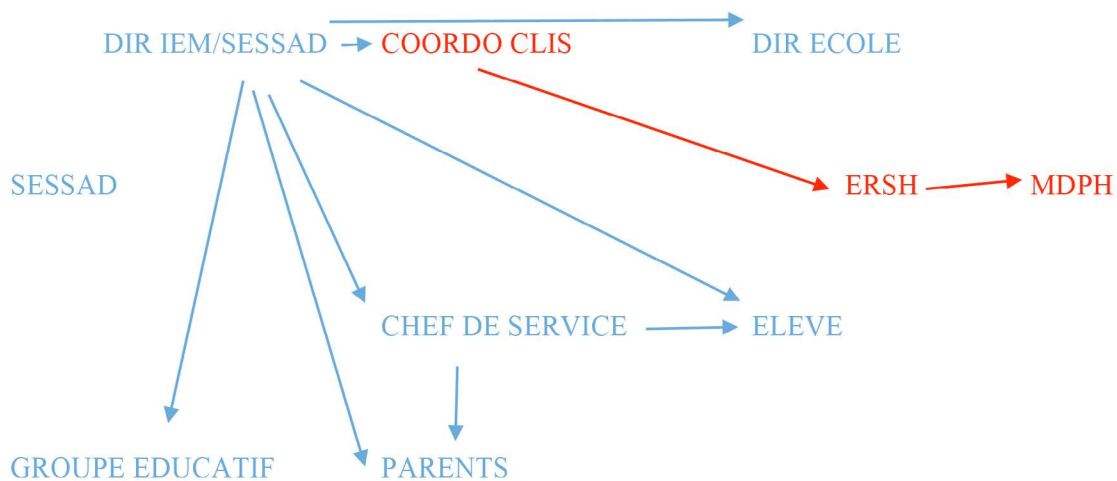 DIR IEM/SESSAD COORDO CLIS DIR ECOLE
SESSAD ERSH MDPH
CHEF DE SERVICE ELEVE
GROUPE EDUCATIF PARENTS